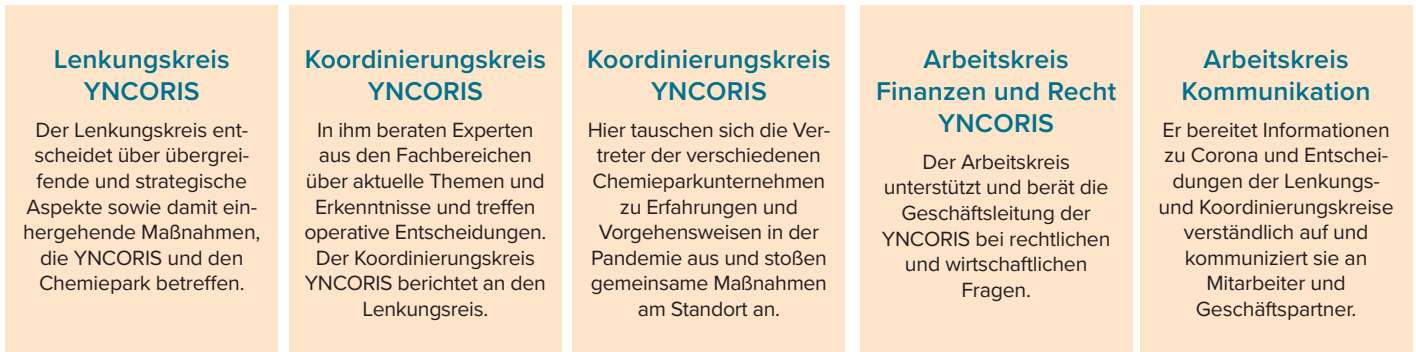 Lenkungskreis
YNCORIS
Der Lenkungskreis ent-
scheidet über übergrei-
fende und strategische
Aspekte sowie damit ein-
hergehende Maßnahmen,
die YNCORIS und den
Chemiepark betreffen.
Koordinierungskreis
YNCORIS
In ihm beraten Experten
aus den Fachbereichen
über aktuelle Themen und
Erkenntnisse und treffen
operative Entscheidungen.
Der Koordinierungskreis
YNCORIS berichtet an den
Lenkungsreis.
Koordinierungskreis
YNCORIS
Hier tauschen sich die Ver-
treter der verschiedenen
Chemieparkunternehmen
zu Erfahrungen und
Vorgehensweisen in der
Pandemie aus und stoßen
gemeinsame Maßnahmen
am Standort an.
Arbeitskreis
Finanzen und Recht
YNCORIS
Der Arbeitskreis
unterstützt und berät die
Geschäftsleitung der
YNCORIS bei rechtlichen
und wirtschaftlichen
Fragen.
Arbeitskreis
Kommunikation
Er bereitet Informationen
zu Corona und Entschei-
dungen der Lenkungs-
und Koordinierungskreise
verständlich auf und
kommuniziert sie an
Mitarbeiter und
Geschäftspartner.